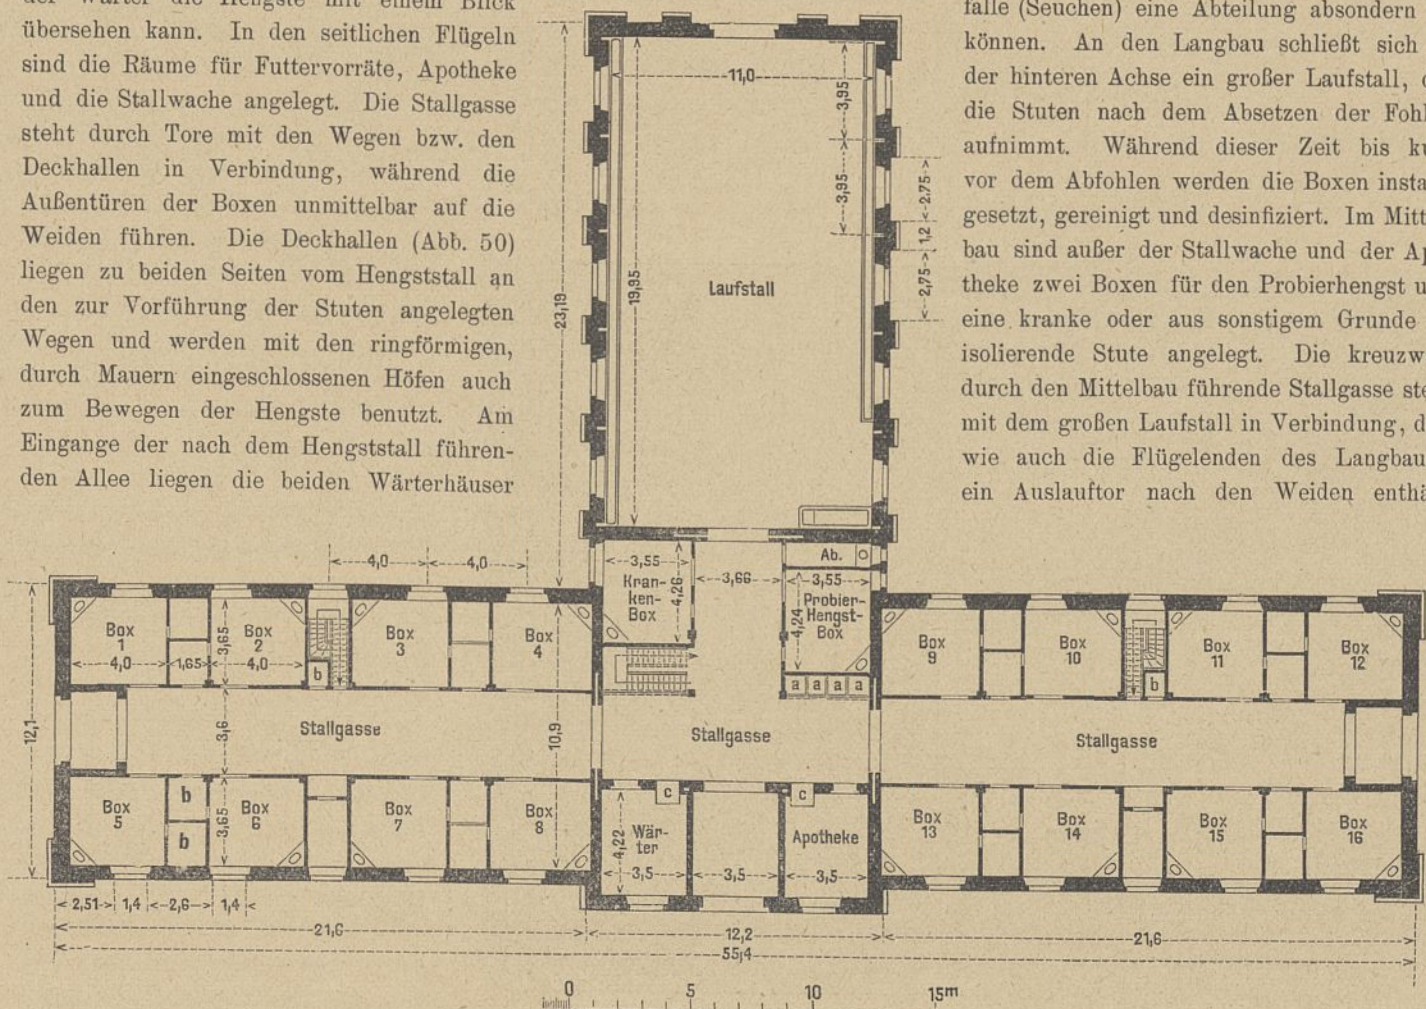 der Wärter die Hengste mit einem Blick
übersehen kann. In den seitlichen Flügeln
sind die Räume für Futtervorräte, Apotheke
und die Stallwache angelegt. Die Stallgasse
steht durch Tore mit den Wegen bzw. den
Deckhallen in Verbindung, während die
Außentüren der Boxen unmittelbar auf die
Weiden führen. Die Deckhallen (Abb. 50)
liegen zu beiden Seiten vom Hengststall an
den zur Vorführung der Stuten angelegten
Wegen und werden mit den ringförmigen,
durch Mauern eingeschlossenen Höfen auch
zum Bewegen der Hengste benutzt. Am
Eingange der nach dem Hengststall führen-
den Allee liegen die beiden Wärterhäuser
falle (Seuchen) eine Abteilung absondern
können. An den Langbau schließt sich
der hinteren Achse ein großer Laufstall,
die Stuten nach dem Absetzen der Fohl
aufnimmt. Während dieser Zeit bis
vor dem Abfohlen werden die Boxen insta
gesetzt, gereinigt und desinfiziert. Im Mitt
bau sind außer der Stallwache und der Ap
theke zwei Boxen für den Probierhengst
eine kranke oder aus sonstigem Grunde
isolierende Stute angelegt. Die kreuzw
durch den Mittelbau führende Stallgasse ste
mit dem großen Laufstall in Verbindung,
wie auch die Flügelenden des Langbau
ein Auslauftor nach den Weiden enthä
11,0
3,95
3,95
2,75
1,2
2,75
23,19
19,95
Laufstall
4,0
4,0
3,55
Kran-
ken-
Box
4,26
3,66
Ab.
3,55
Probier-
Hengst-
Box
4,24
a a a a
Box
1
4,0
1,65
3,65
Box
2
4,0
b
Box
3
Box
4
Box
9
Box
10
b
Box
11
Box
12
12,1
Stallgasse
3,6
10,9
Stallgasse
Stallgasse
Box
5
b
b
3,65
Box
6
Box
7
Box
8
c
4,22
Wär-
ter
3,5
3,5
c
Apotheke
3,5
Box
13
Box
14
Box
15
Box
16
2,51
1,4
2,6
1,4
21,6
12,2
21,6
55,4
0
5
10
15m